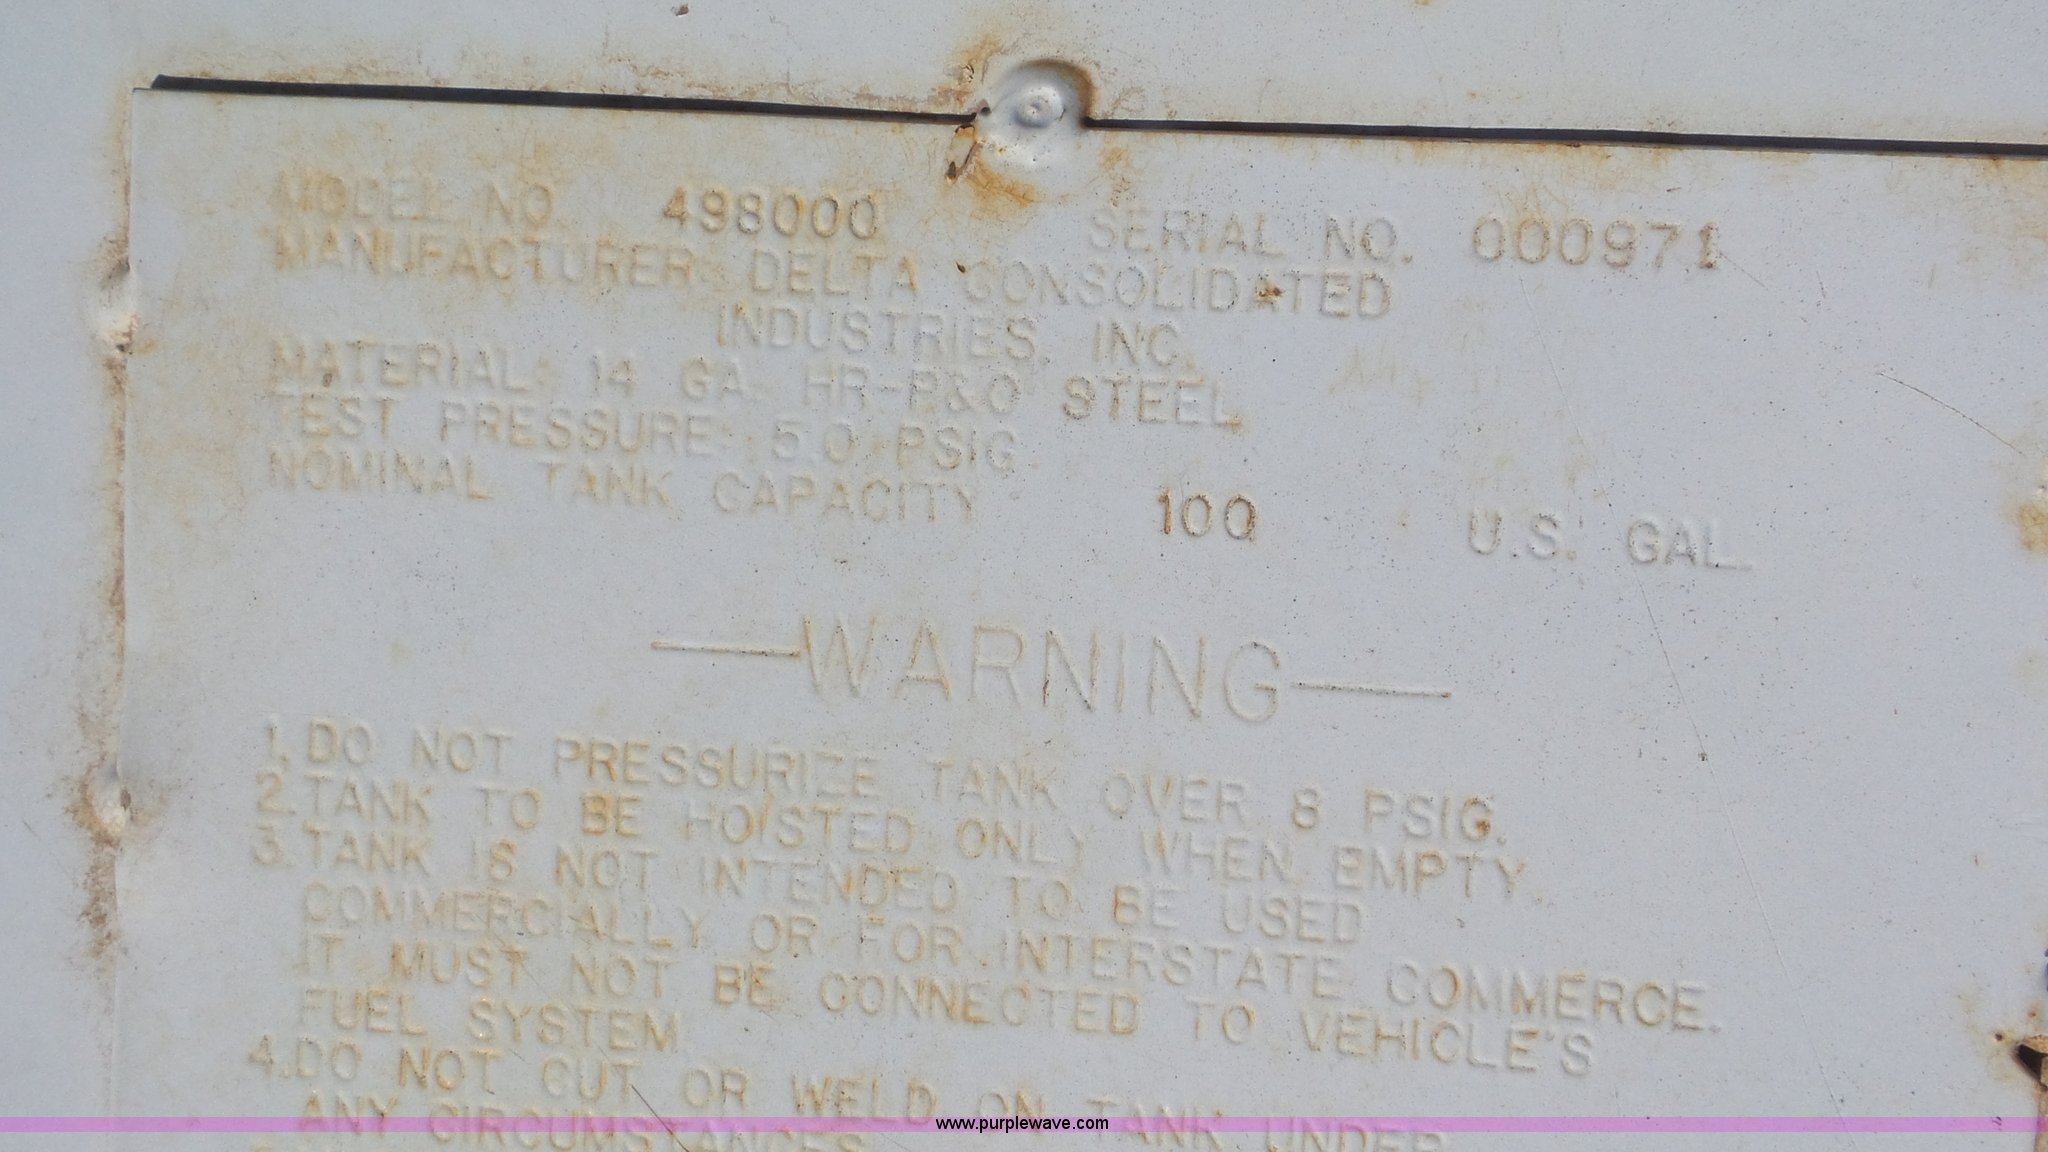 MODEL NO. 498000 SERIAL NO. 000971
MANUFACTURER: DELTA CONSOLIDATED
INDUSTRIES, INC.
MATERIAL: 14 GA. HR-P&O STEEL
TEST PRESSURE: 5.0 PSIG
NOMINAL TANK CAPACITY 100 U.S. GAL.
WARNING
1. DO NOT PRESSURIZE TANK OVER 8 PSIG.
2. TANK TO BE HOISTED ONLY WHEN EMPTY.
3. TANK IS NOT INTENDED TO BE USED
COMMERCIALLY OR FOR INTERSTATE COMMERCE.
IT MUST NOT BE CONNECTED TO VEHICLE'S
FUEL SYSTEM
4. DO NOT CUT OR WELD ON TANK UNDER
ANY CIRCUMSTANCES
www.purplewave.com